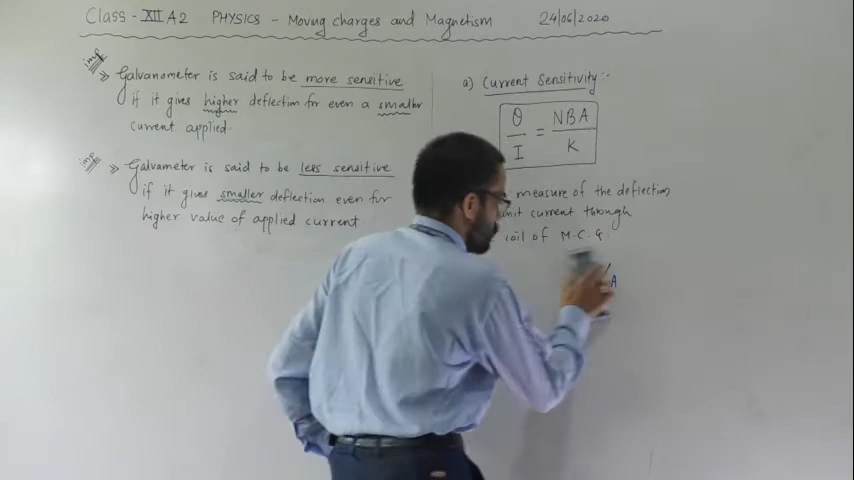 Class - XII A2 PHYSICS - Moving charges and Magnetism 24/06/2020
imp
Galvanometer is said to be more sensitive
if it gives higher deflection for even a smaller
current applied.
imp
Galvameter is said to be less sensitive
if it gives smaller deflection even for
higher value of applied current.
a) Current Sensitivity:-
θ/I = NBA/K
measure of the deflection
unit current through
coil of M.C.G.
A